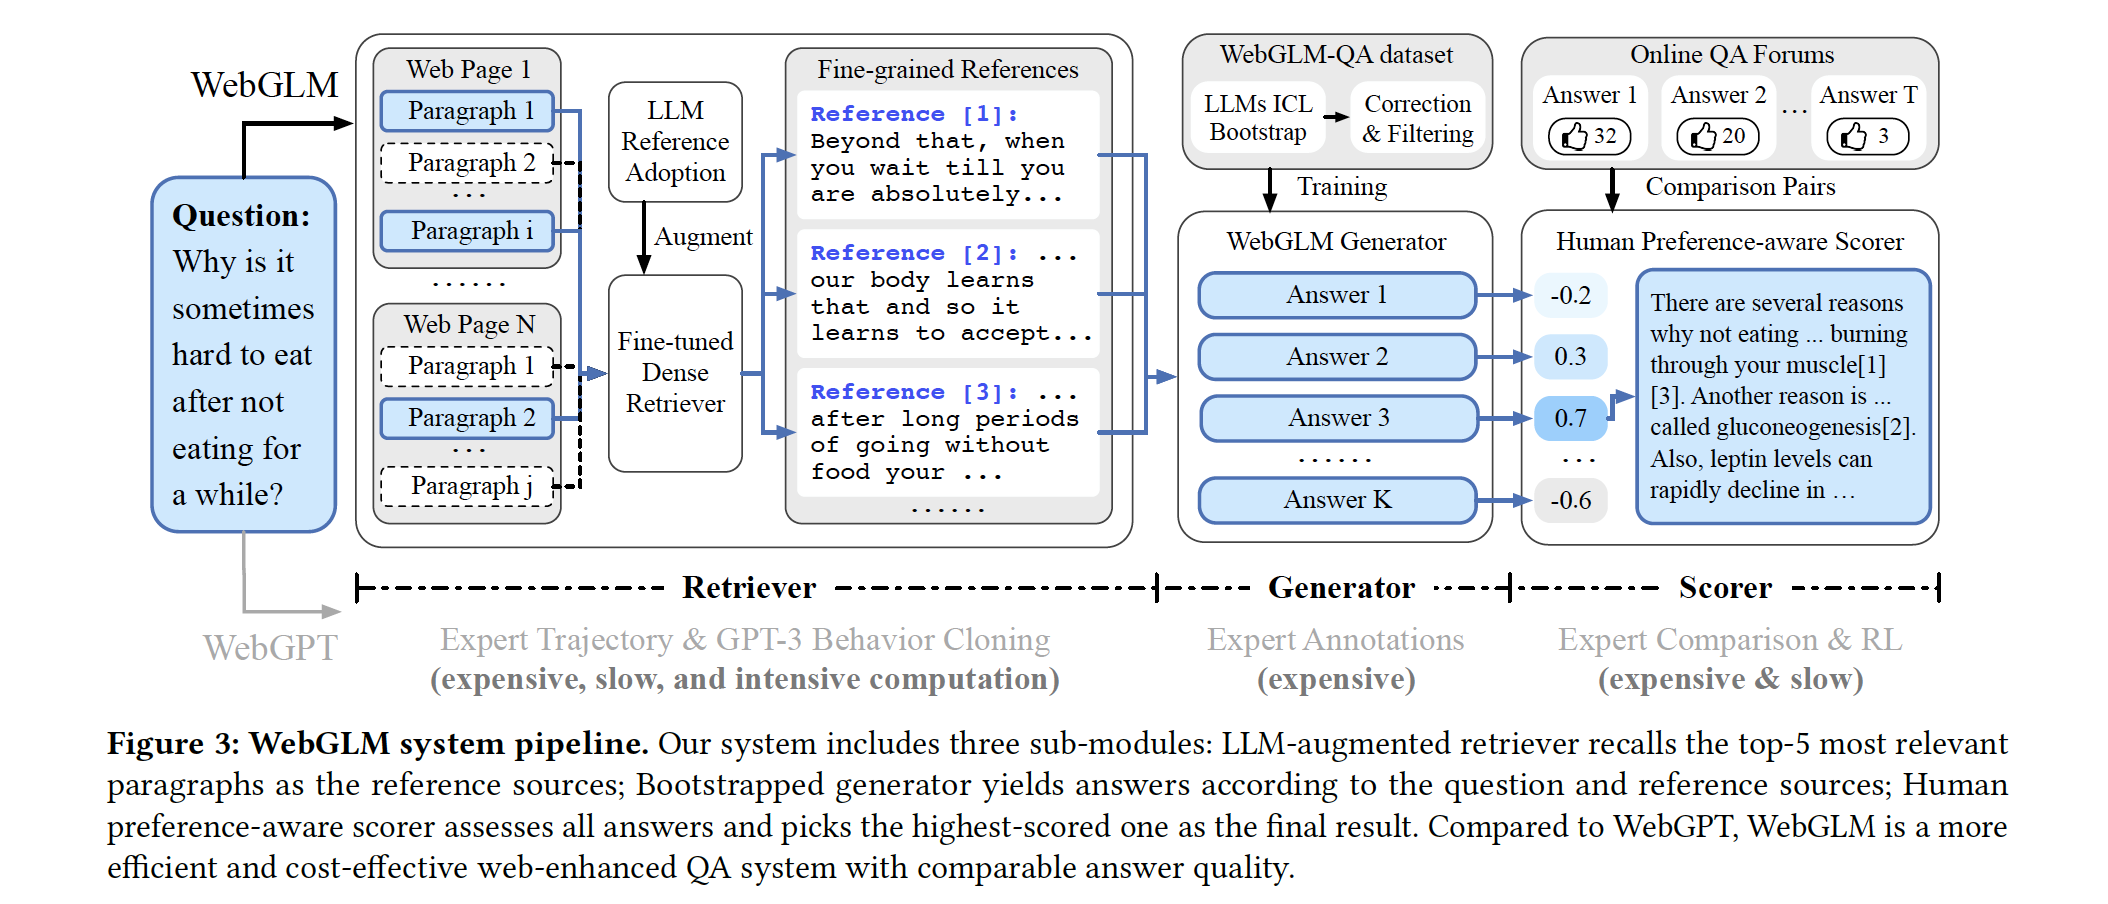 WebGLM
Question:
Why is it
sometimes
hard to eat
after not
eating for
a while?
WebGPT
Web Page 1
Paragraph 1
Paragraph 2
...
Paragraph i
......
Web Page N
Paragraph 1
Paragraph 2
...
Paragraph j
LLM
Reference
Adoption
Augment
Fine-tuned
Dense
Retriever
Fine-grained References
Reference [1]:
Beyond that, when
you wait till you
are absolutely...
Reference [2]: ...
our body learns
that and so it
learns to accept...
Reference [3]: ...
after long periods
of going without
food your ...
......
WebGLM-QA dataset
LLMs ICL
Bootstrap
Correction
& Filtering
Training
WebGLM Generator
Answer 1
Answer 2
Answer 3
......
Answer K
Online QA Forums
Answer 1
32
Answer 2
20
...
Answer T
3
Comparison Pairs
Human Preference-aware Scorer
-0.2
0.3
0.7
...
-0.6
There are several reasons
why not eating ... burning
through your muscle[1]
[3]. Another reason is ...
called gluconeogenesis[2].
Also, leptin levels can
rapidly decline in ...
Retriever
Generator
Scorer
Expert Trajectory & GPT-3 Behavior Cloning
(expensive, slow, and intensive computation)
Expert Annotations
(expensive)
Expert Comparison & RL
(expensive & slow)
Figure 3: WebGLM system pipeline. Our system includes three sub-modules: LLM-augmented retriever recalls the top-5 most relevant
paragraphs as the reference sources; Bootstrapped generator yields answers according to the question and reference sources; Human
preference-aware scorer assesses all answers and picks the highest-scored one as the final result. Compared to WebGPT, WebGLM is a more
efficient and cost-effective web-enhanced QA system with comparable answer quality.